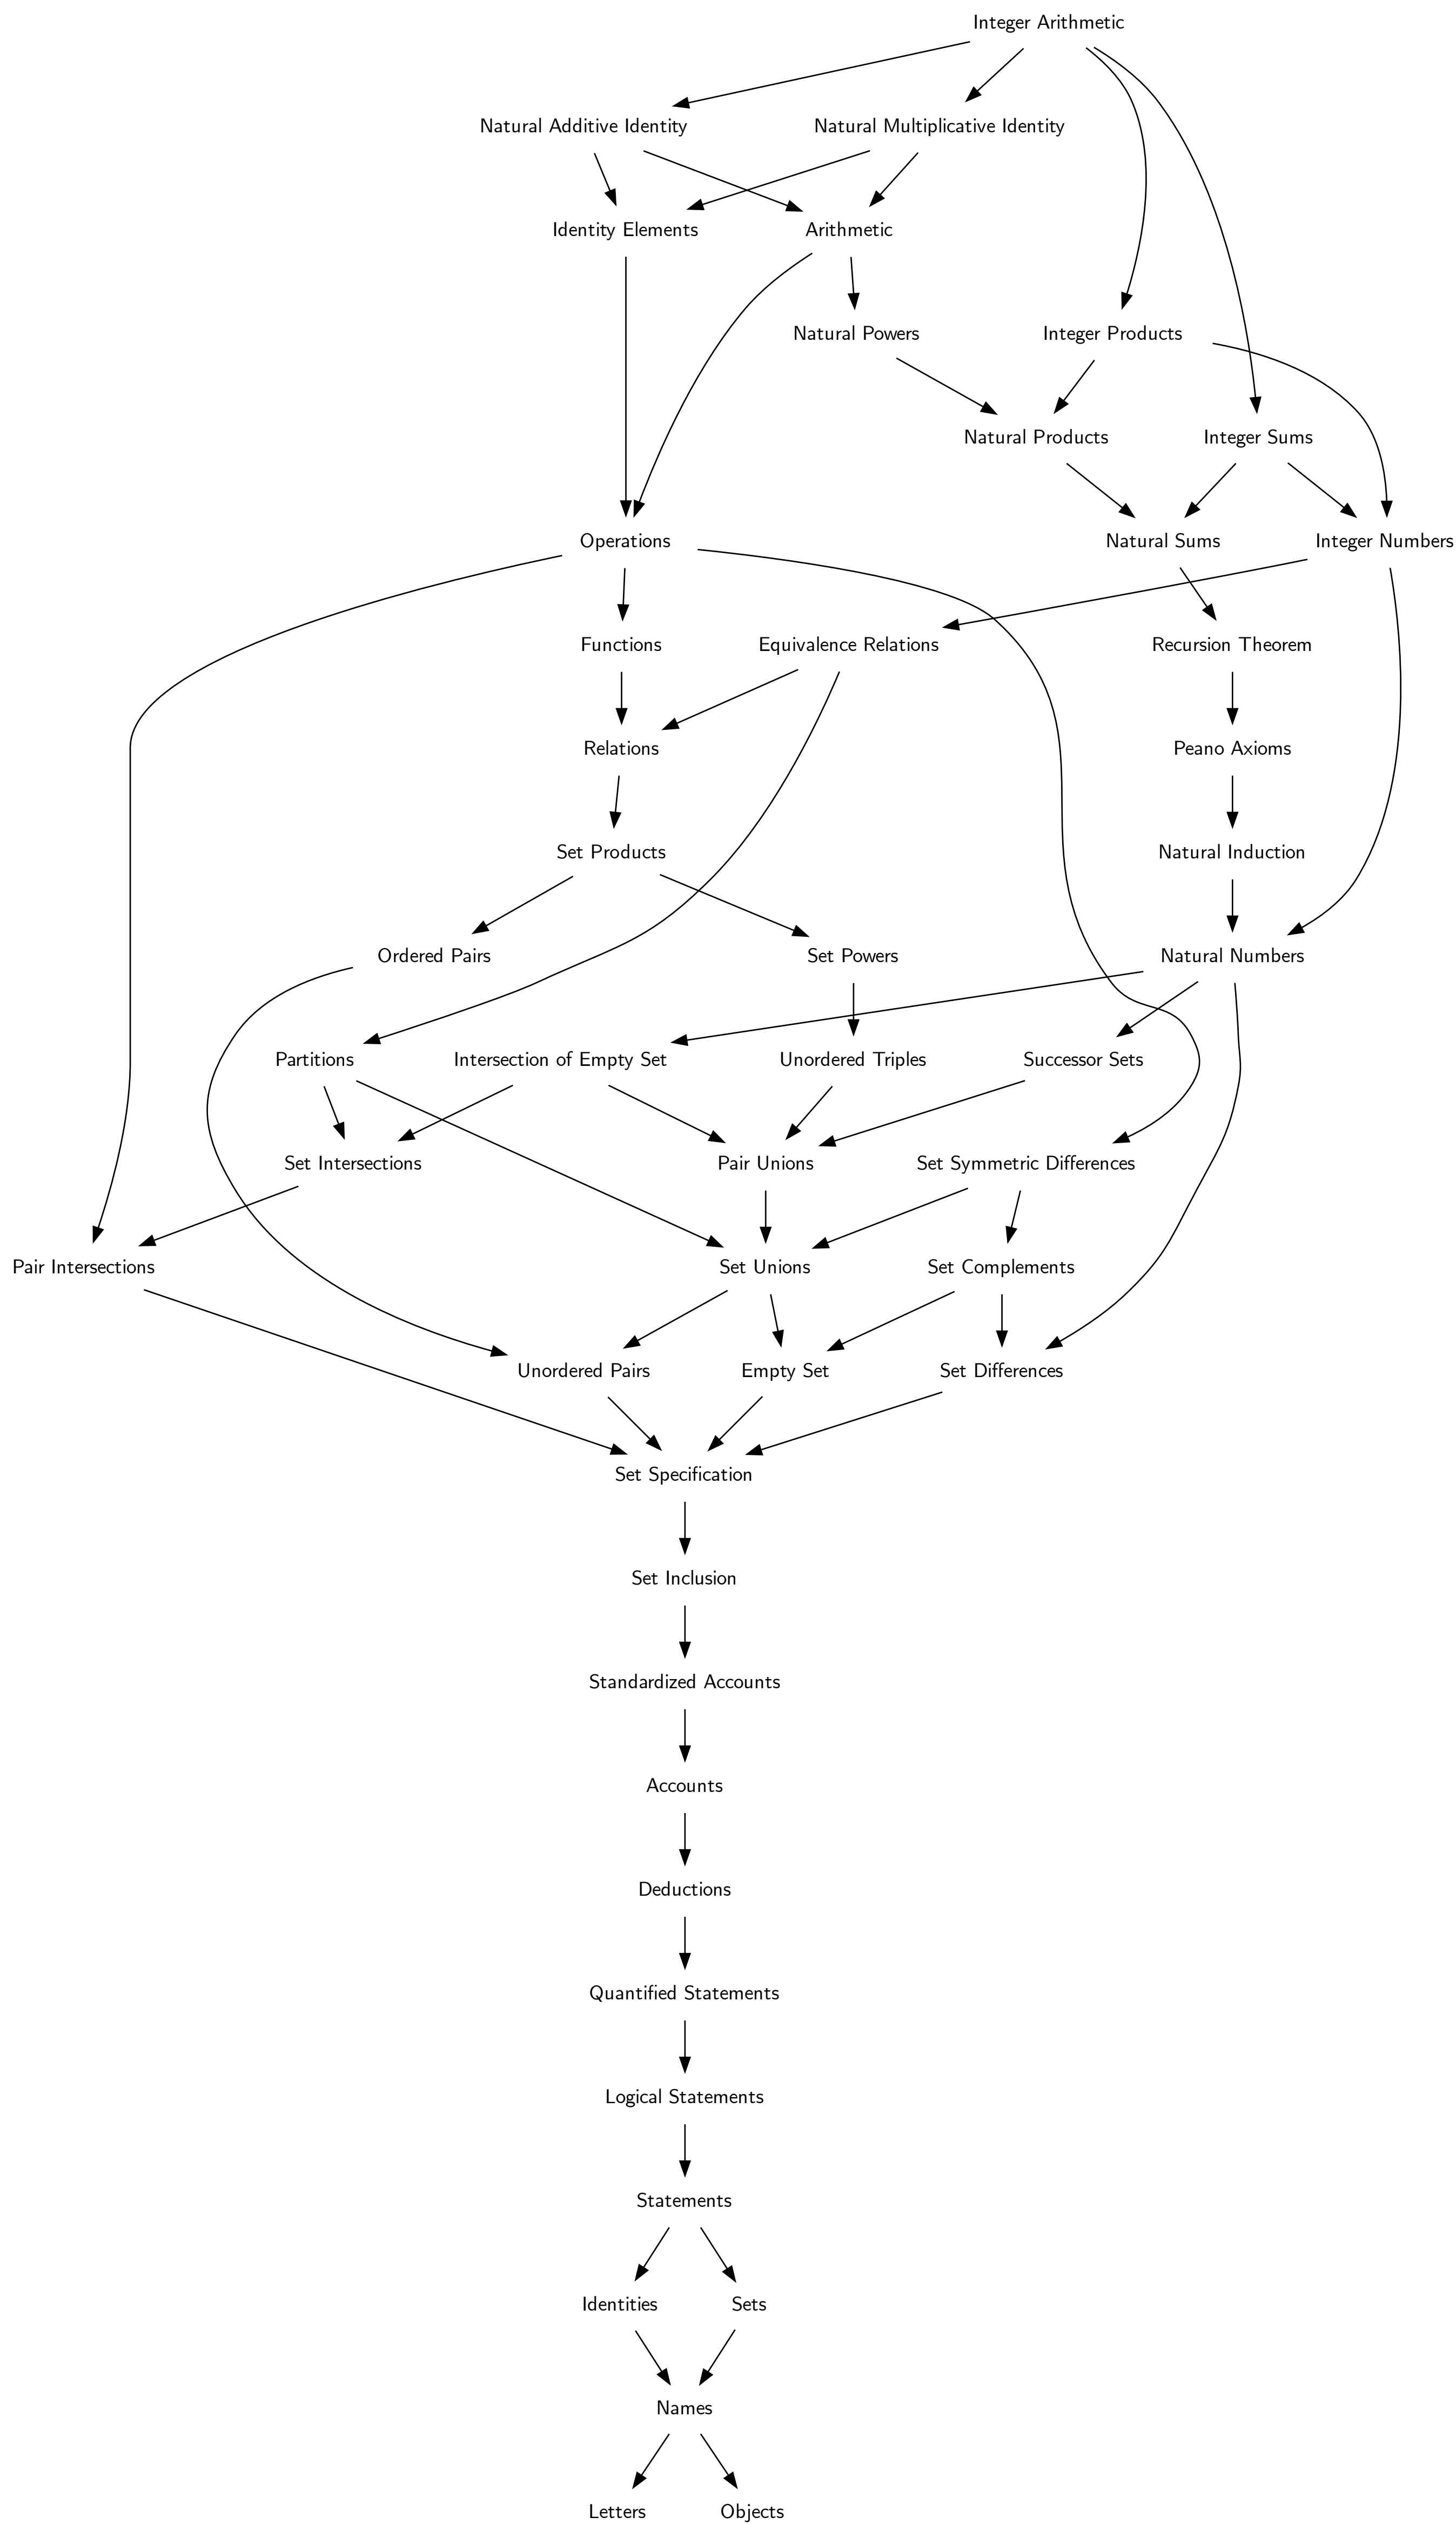 Integer Arithmetic
Natural Additive Identity
Natural Multiplicative Identity
Identity Elements
Arithmetic
Natural Powers
Integer Products
Natural Products
Integer Sums
Operations
Natural Sums
Integer Numbers
Functions
Equivalence Relations
Recursion Theorem
Relations
Peano Axioms
Set Products
Natural Induction
Ordered Pairs
Set Powers
Natural Numbers
Partitions
Intersection of Empty Set
Unordered Triples
Successor Sets
Set Intersections
Pair Unions
Set Symmetric Differences
Pair Intersections
Set Unions
Set Complements
Unordered Pairs
Empty Set
Set Differences
Set Specification
Set Inclusion
Standardized Accounts
Accounts
Deductions
Quantified Statements
Logical Statements
Statements
Identities
Sets
Names
Letters
Objects